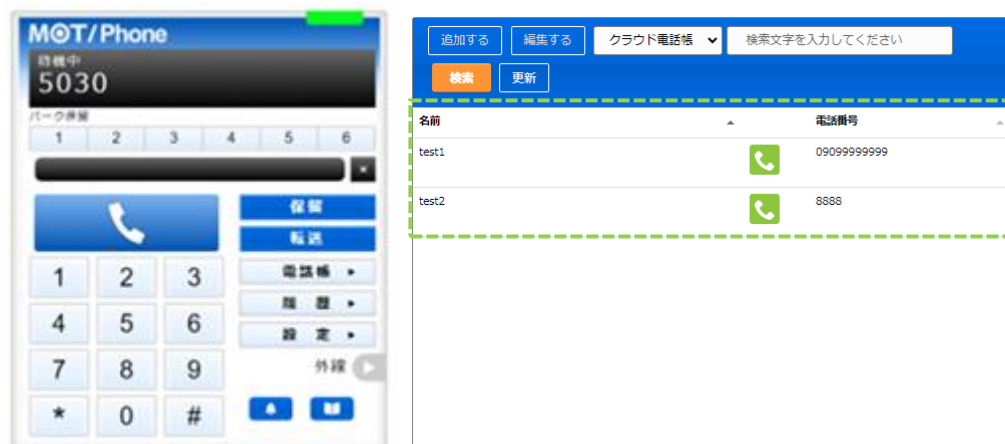 MOT/Phone
待機中
5030
パーク保留
1 2 3 4 5 6
×
保留
転送
電話帳
履歴
設定
外線
1 2 3
4 5 6
7 8 9
* 0 #
追加する 編集する クラウド電話帳 検索文字を入力してください
検索 更新
名前 電話番号
test1 09099999999
test2 8888